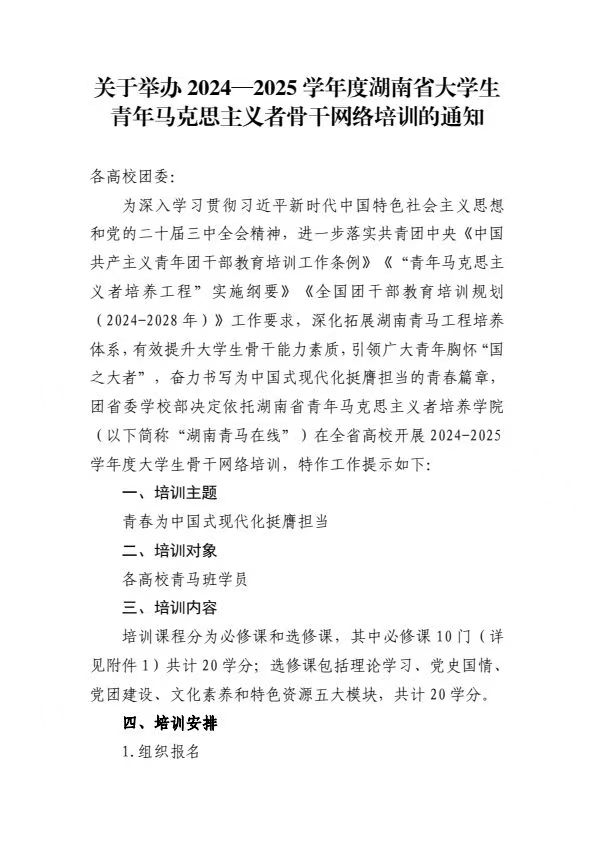 关于举办 2024—2025 学年度湖南省大学生
青年马克思主义者骨干网络培训的通知
各高校团委：
为深入学习贯彻习近平新时代中国特色社会主义思想
和党的二十届三中全会精神，进一步落实共青团中央《中国
共产主义青年团干部教育培训工作条例》《“青年马克思主
义者培养工程”实施纲要》《全国团干部教育培训规划
（2024-2028 年）》工作要求，深化拓展湖南青马工程培养
体系，有效提升大学生骨干能力素质，引领广大青年胸怀“国
之大者”，奋力书写为中国式现代化挺膺担当的青春篇章，
团省委学校部决定依托湖南省青年马克思主义者培养学院
（以下简称“湖南青马在线”）在全省高校开展 2024-2025
学年度大学生骨干网络培训，特作工作提示如下：
一、培训主题
青春为中国式现代化挺膺担当
二、培训对象
各高校青马班学员
三、培训内容
培训课程分为必修课和选修课，其中必修课 10 门（详
见附件 1）共计 20 学分；选修课包括理论学习、党史国情、
党团建设、文化素养和特色资源五大模块，共计 20 学分。
四、培训安排
1.组织报名